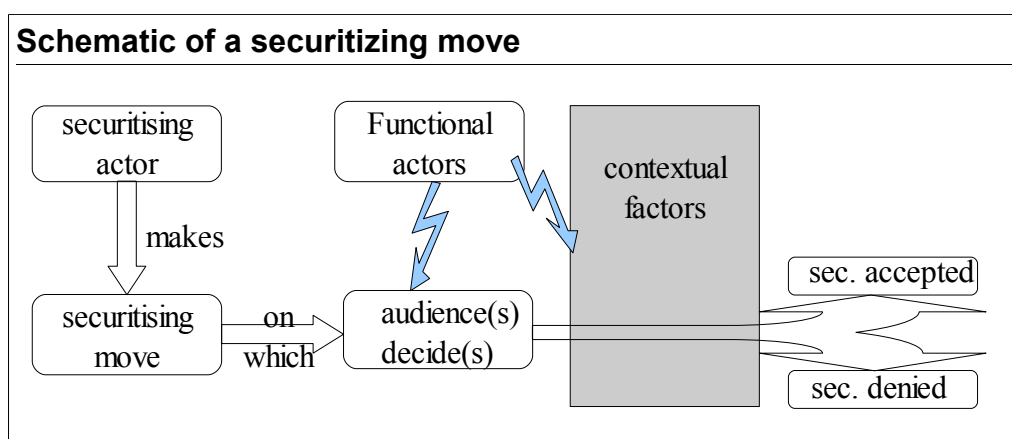 Schematic of a securitizing move
securitising
actor
makes
securitising
move
on
which
Functional
actors
audience(s)
decide(s)
contextual
factors
sec. accepted
sec. denied